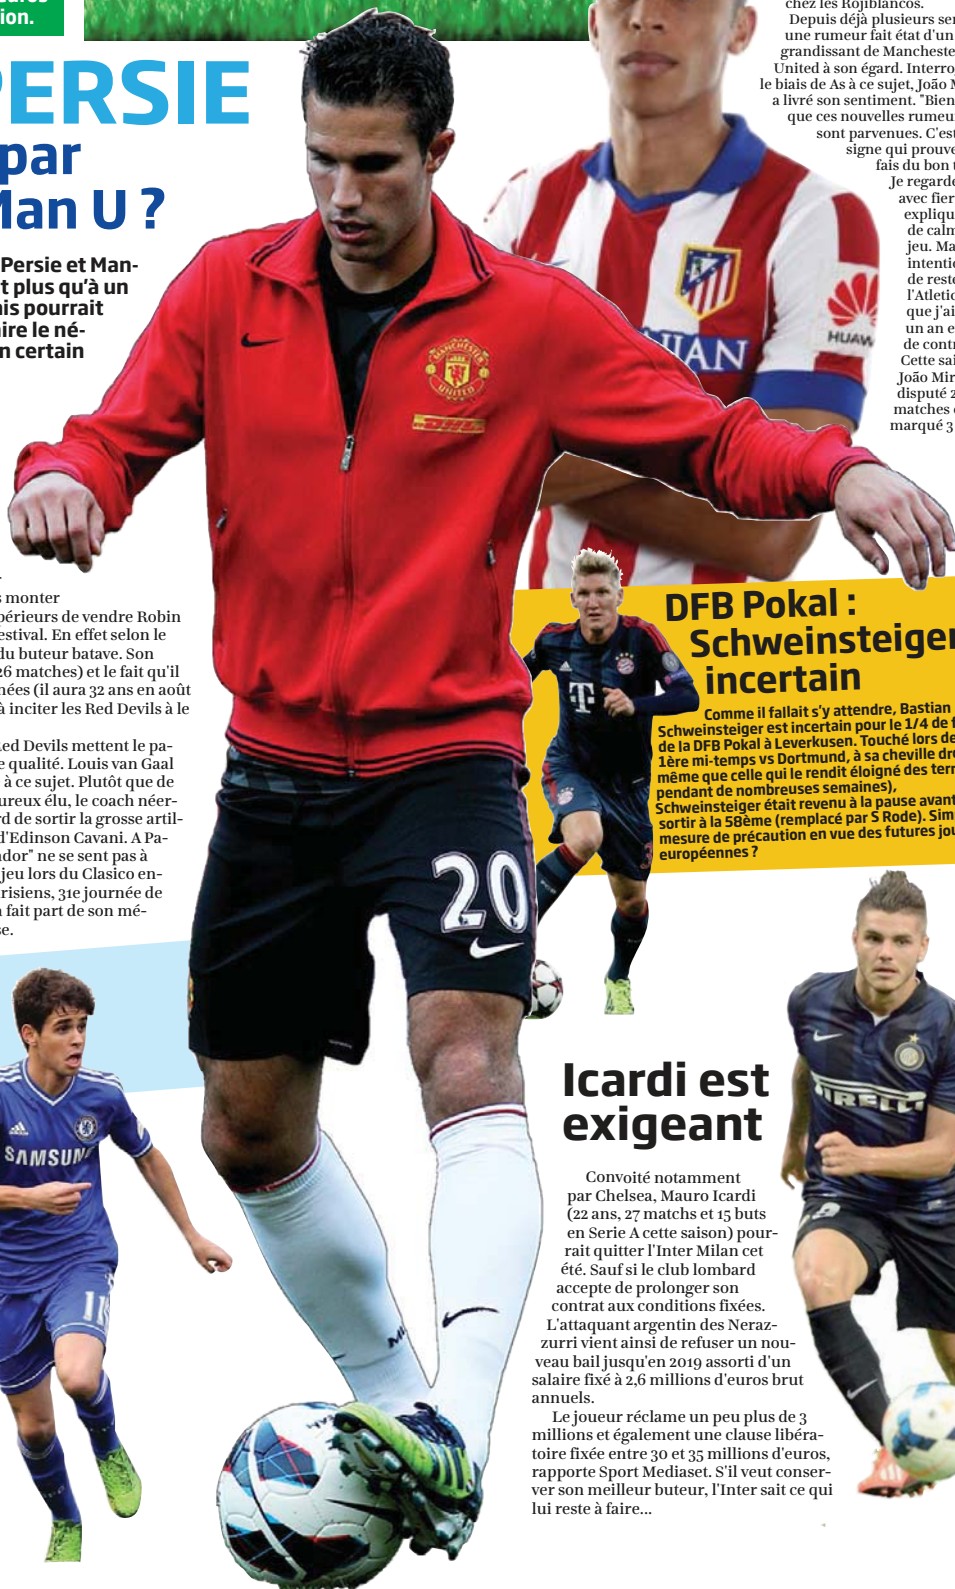 ion.
PERSIE
par
Man U ?
Persie et Man-
t plus qu'à un
is pourrait
ire le né-
n certain
monter
périeurs de vendre Robin
estival. En effet selon le
du buteur batave. Son
26 matches) et le fait qu'il
nées (il aura 32 ans en août
à inciter les Red Devils à le
Red Devils mettent le pa-
e qualité. Louis van Gaal
à ce sujet. Plutôt que de
ureux élu, le coach néer-
rd de sortir la grosse artil-
d'Edinson Cavani. A Pa-
ador" ne se sent pas à
jeu lors du Clasico en-
risiens, 31e journée de
fait part de son mé-
se.
chez les Rojiblancos.
Depuis déjà plusieurs se
une rumeur fait état d'un
grandissant de Mancheste
United à son égard. Interro
le biais de As à ce sujet, João M
a livré son sentiment. "Bien
que ces nouvelles rumeu
sont parvenues. C'est
signe qui prouve
fais du bon t
Je regarde
avec fier
expliqu
de calm
jeu. Ma
intenti
de reste
l'Atletic
que j'ai
un an e
de contr
Cette sai
João Mir
disputé 2
matches
marqué 3
MANCHESTER
UNITED
DHL
HUAW
20
DFB Pokal :
Schweinsteiger
incertain
Comme il fallait s'y attendre, Bastian
Schweinsteiger est incertain pour le 1/4 de f
de la DFB Pokal à Leverkusen. Touché lors de
1ère mi-temps vs Dortmund, à sa cheville dr
même que celle qui le rendit éloigné des terr
pendant de nombreuses semaines),
Schweinsteiger était revenu à la pause avant
sortir à la 58ème (remplacé par S Rode). Sim
mesure de précaution en vue des futures jou
européennes ?
SAMSUN
11
Icardi est
exigeant
Convoité notamment
par Chelsea, Mauro Icardi
(22 ans, 27 matchs et 15 buts
en Serie A cette saison) pour-
rait quitter l'Inter Milan cet
été. Sauf si le club lombard
accepte de prolonger son
contrat aux conditions fixées.
L'attaquant argentin des Neraz-
zurri vient ainsi de refuser un nou-
veau bail jusqu'en 2019 assorti d'un
salaire fixé à 2,6 millions d'euros brut
annuels.
Le joueur réclame un peu plus de 3
millions et également une clause libéra-
toire fixée entre 30 et 35 millions d'euros,
rapporte Sport Mediaset. S'il veut conser-
ver son meilleur buteur, l'Inter sait ce qui
lui reste à faire...